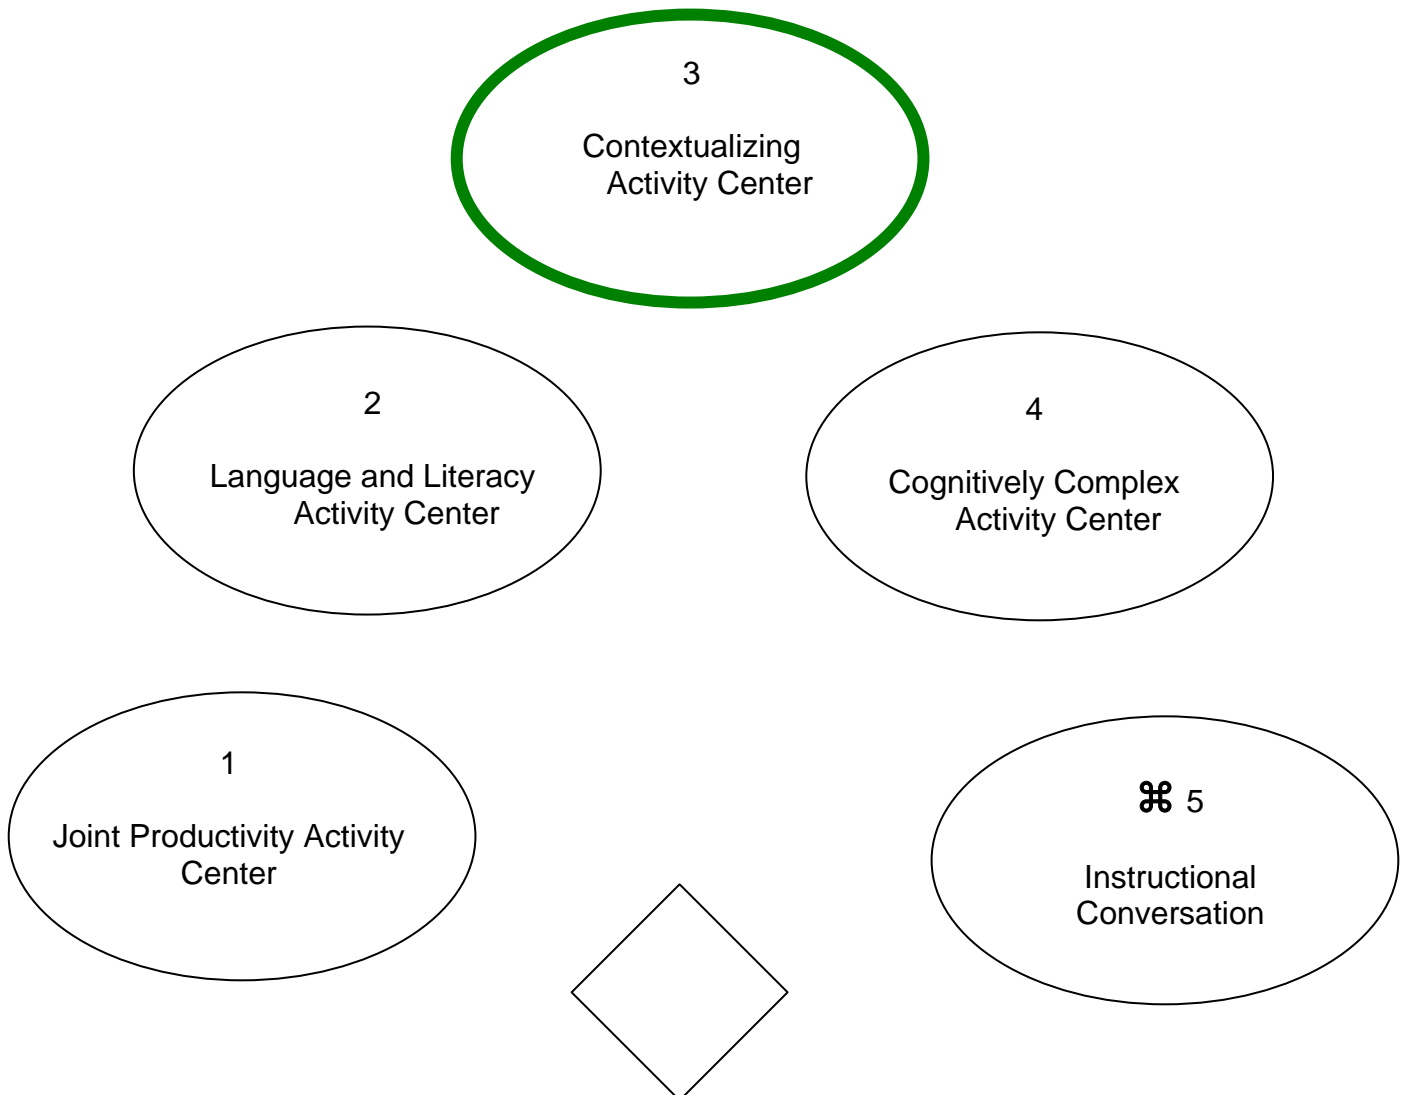 3
Contextualizing
Activity Center
2
Language and Literacy
Activity Center
4
Cognitively Complex
Activity Center
1
Joint Productivity Activity
Center
⌘ 5
Instructional
Conversation